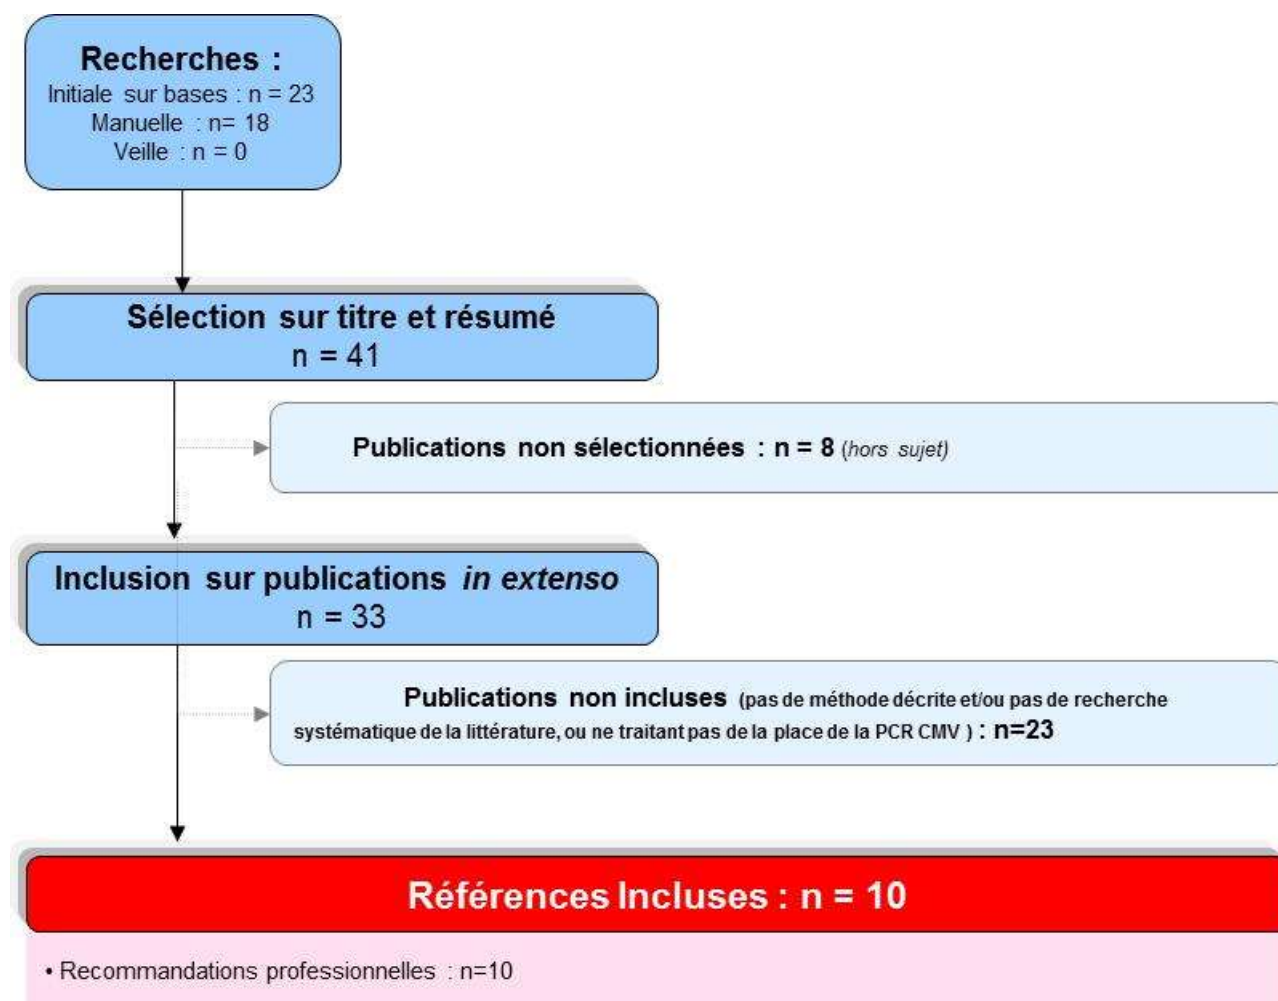 Recherches :
Initiale sur bases : n = 23
Manuelle : n= 18
Veille : n = 0
Sélection sur titre et résumé
n = 41
Publications non sélectionnées : n = 8 (hors sujet)
Inclusion sur publications in extenso
n = 33
Publications non incluses (pas de méthode décrite et/ou pas de recherche
systématique de la littérature, ou ne traitant pas de la place de la PCR CMV ) : n=23
Références Incluses : n = 10
• Recommandations professionnelles : n=10